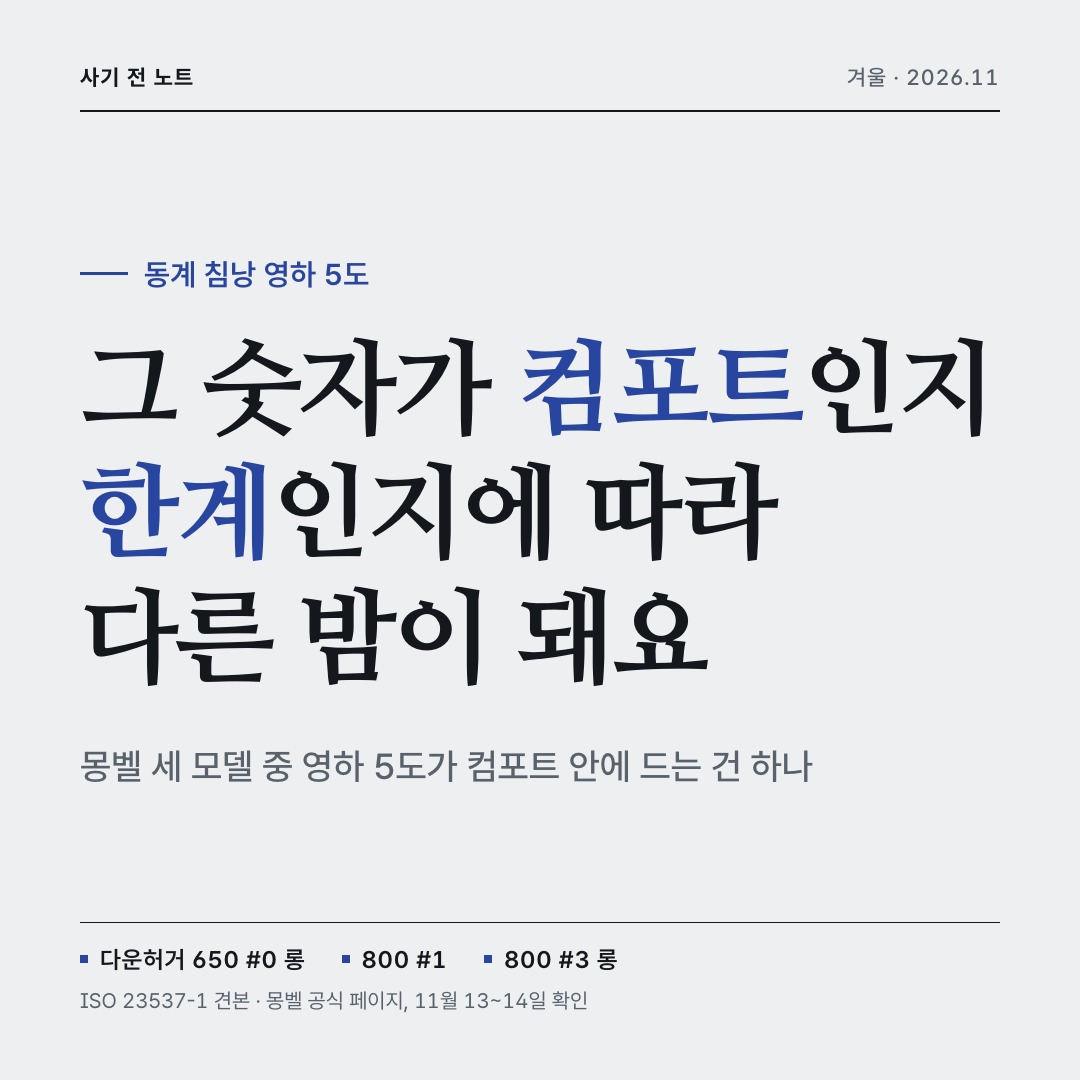 사기 전 노트
겨울 · 2026.11
동계 침낭 영하 5도
그 숫자가 컴포트인지
한계인지에 따라
다른 밤이 돼요
몽벨 세 모델 중 영하 5도가 컴포트 안에 드는 건 하나
다운허거 650 #0 롱 800 #1 800 #3 롱
ISO 23537-1 견본 · 몽벨 공식 페이지, 11월 13~14일 확인